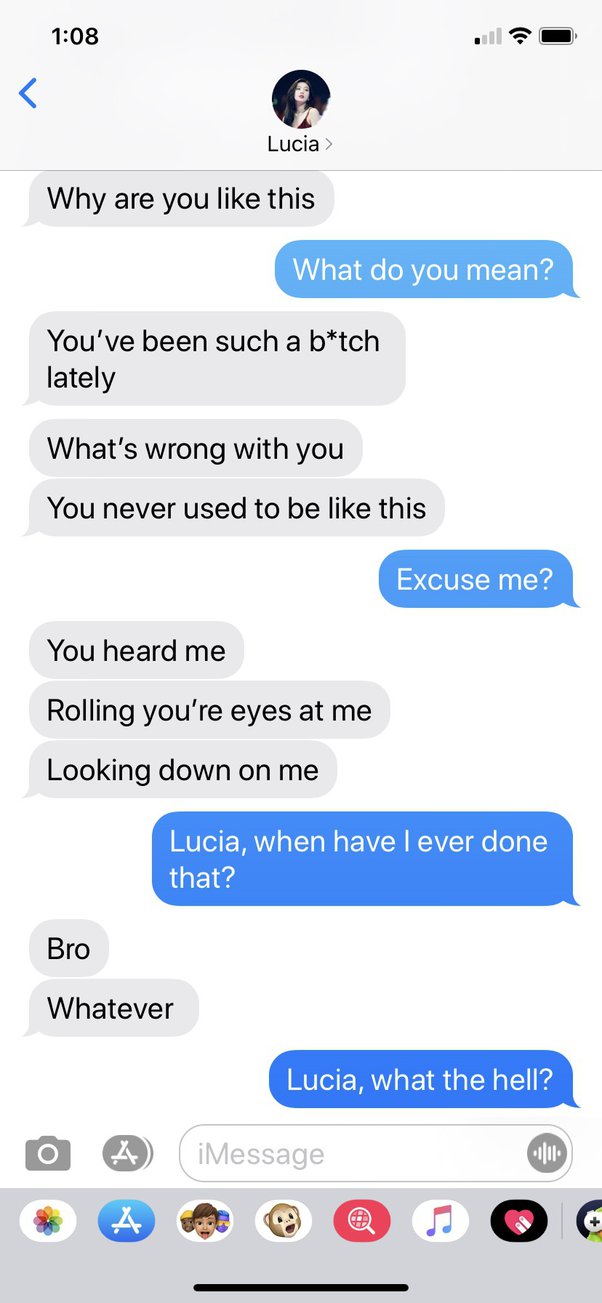 1:08
Lucia
Why are you like this
What do you mean?
You’ve been such a b*tch
lately
What’s wrong with you
You never used to be like this
Excuse me?
You heard me
Rolling you’re eyes at me
Looking down on me
Lucia, when have I ever done
that?
Bro
Whatever
Lucia, what the hell?
iMessage